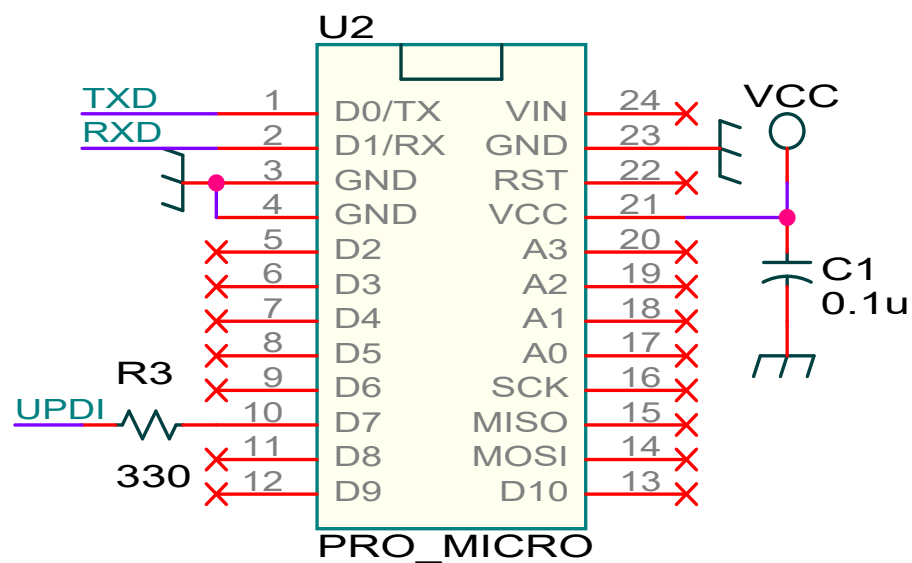 U2
TXD 1 D0/TX VIN 24 VCC
RXD 2 D1/RX GND 23
3 GND RST 22
4 GND VCC 21
5 D2 A3 20
6 D3 A2 19 C1
7 D4 A1 18 0.1u
8 D5 A0 17
R3 9 D6 SCK 16
UPDI 10 D7 MISO 15
330 11 D8 MOSI 14
12 D9 D10 13
PRO_MICRO